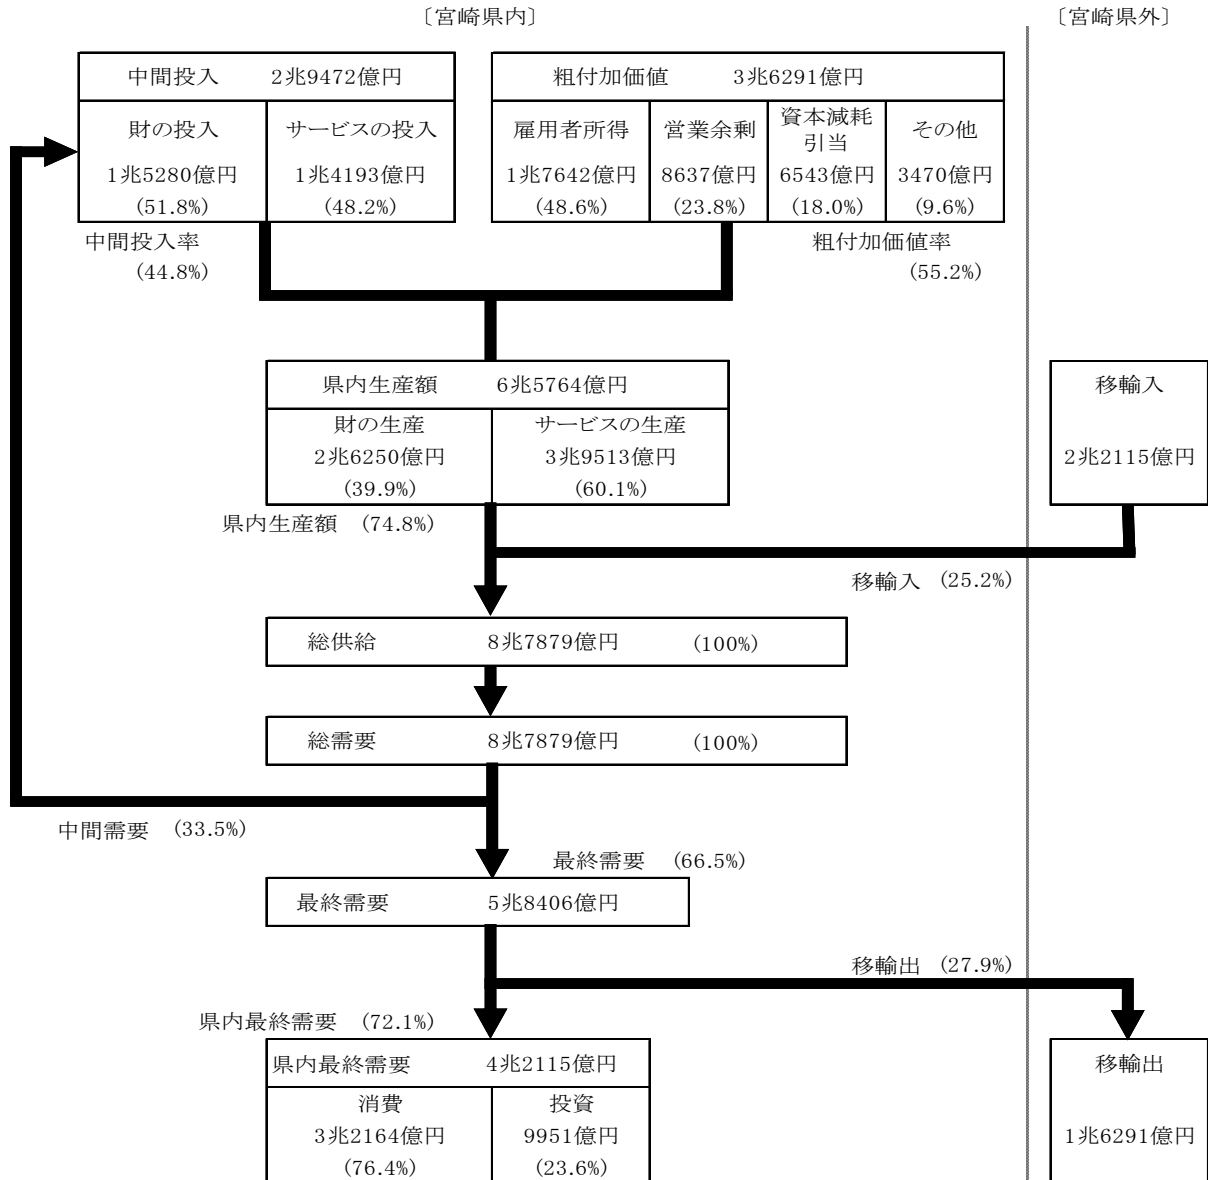 〔宮崎県内〕
〔宮崎県外〕
中間投入 2兆9472億円
財の投入
1兆5280億円
(51.8%)
サービスの投入
1兆4193億円
(48.2%)
粗付加価値 3兆6291億円
雇用者所得
1兆7642億円
(48.6%)
営業余剰
8637億円
(23.8%)
資本減耗
引当
6543億円
(18.0%)
その他
3470億円
(9.6%)
中間投入率
(44.8%)
粗付加価値率
(55.2%)
県内生産額 6兆5764億円
財の生産
2兆6250億円
(39.9%)
サービスの生産
3兆9513億円
(60.1%)
移輸入
2兆2115億円
県内生産額 (74.8%)
移輸入 (25.2%)
総供給 8兆7879億円 (100%)
総需要 8兆7879億円 (100%)
中間需要 (33.5%)
最終需要 (66.5%)
最終需要 5兆8406億円
移輸出 (27.9%)
県内最終需要 (72.1%)
県内最終需要 4兆2115億円
消費
3兆2164億円
(76.4%)
投資
9951億円
(23.6%)
移輸出
1兆6291億円